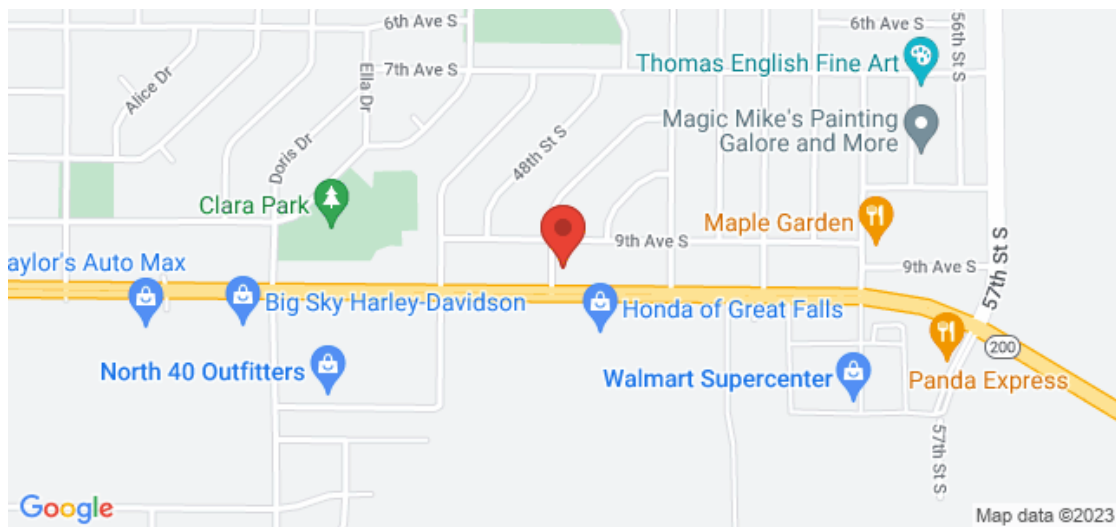 6th Ave S
6th Ave S
56th St S
7th Ave S
Thomas English Fine Art
Alice Dr
Ella Dr
Magic Mike's Painting
Galore and More
48th St S
Doris Dr
Clara Park
Maple Garden
9th Ave S
9th Ave S
57th St S
aylor's Auto Max
Big Sky Harley-Davidson
Honda of Great Falls
200
North 40 Outfitters
Walmart Supercenter
Panda Express
57th St S
Google
Map data ©2023